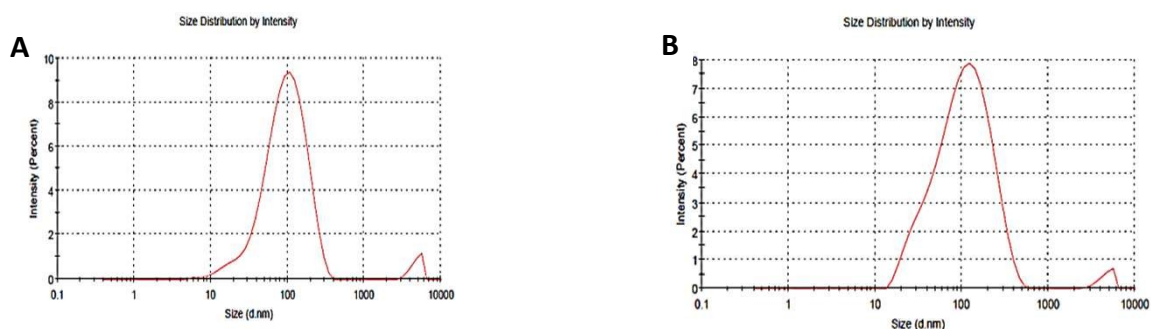 Size Distribution by Intensity
A
10
8
6
4
2
0
Intensity (Percent)
0.1 1 10 100 1000 10000
Size (d.nm)
Size Distribution by Intensity
B
8
7
6
5
4
3
2
1
0
Intensity (Percent)
0.1 1 10 100 1000 10000
Size (d.nm)